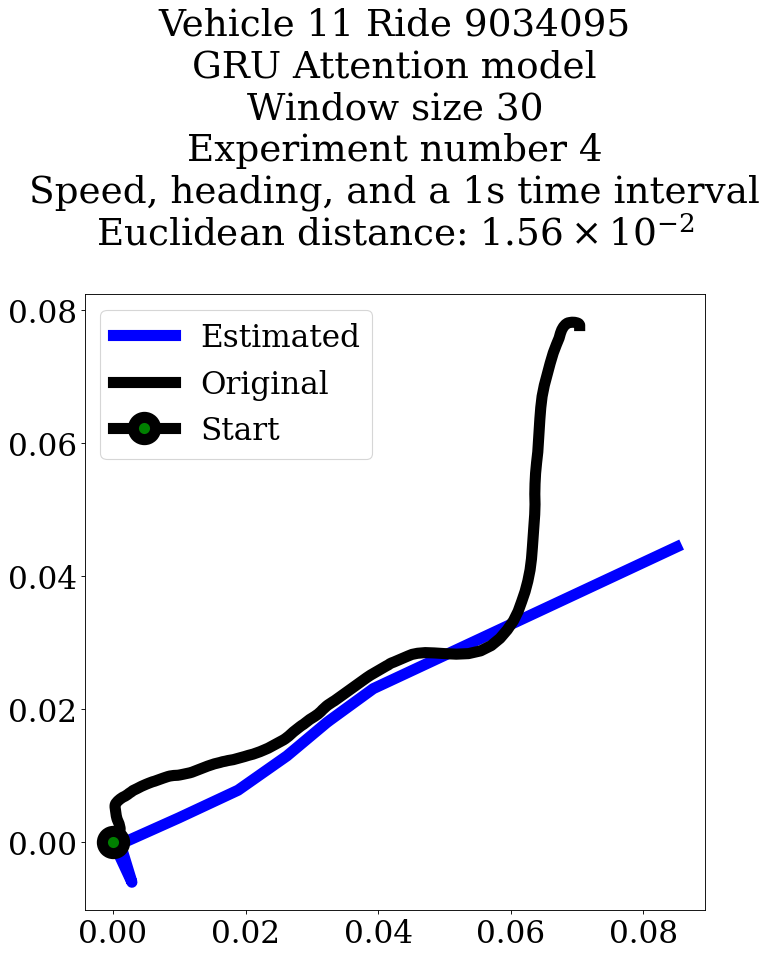 Vehicle 11 Ride 9034095
GRU Attention model
Window size 30
Experiment number 4
Speed, heading, and a 1s time interval
Euclidean distance: 1.56 × 10⁻²
Estimated
Original
Start
0.08
0.06
0.04
0.02
0.00
0.00 0.02 0.04 0.06 0.08